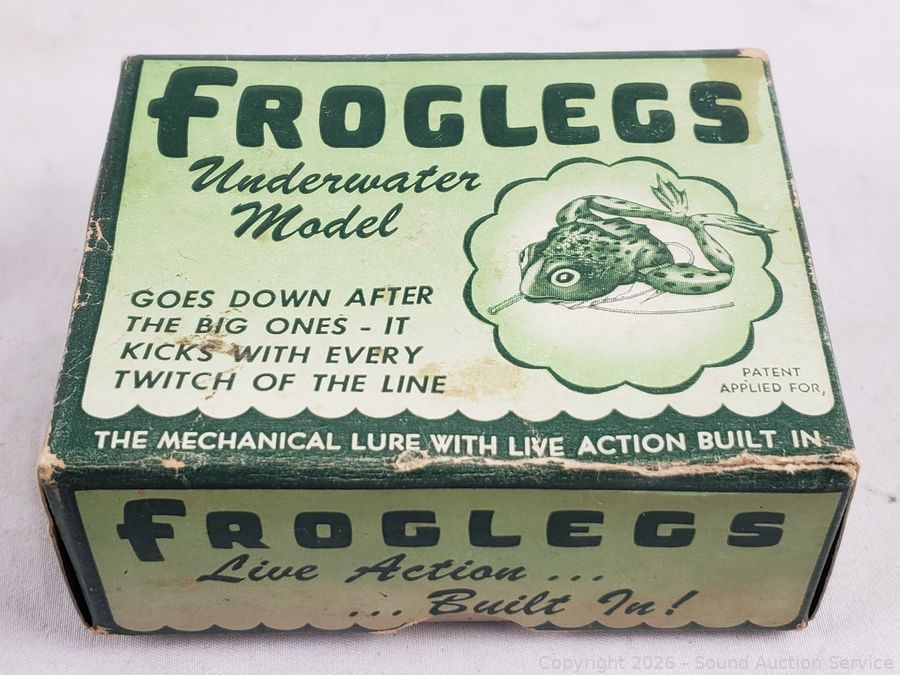 FROGLEGS
Underwater
Model
GOES DOWN AFTER
THE BIG ONES - IT
KICKS WITH EVERY
TWITCH OF THE LINE
PATENT
APPLIED FOR,
THE MECHANICAL LURE WITH LIVE ACTION BUILT IN
FROGLEGS
Live Action ...
... Built In!
Copyright 2026 - Sound Auction Service